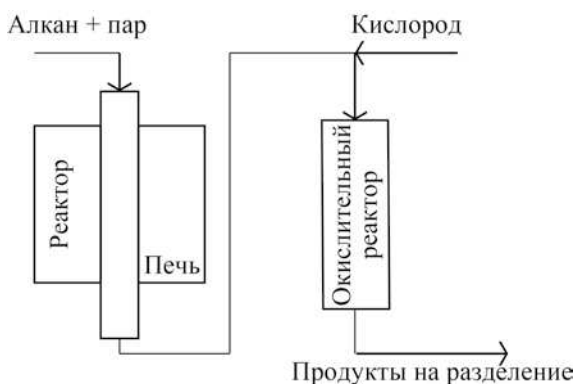 Алкан + пар
Кислород
Реактор
Печь
Окислительный
реактор
Продукты на разделение